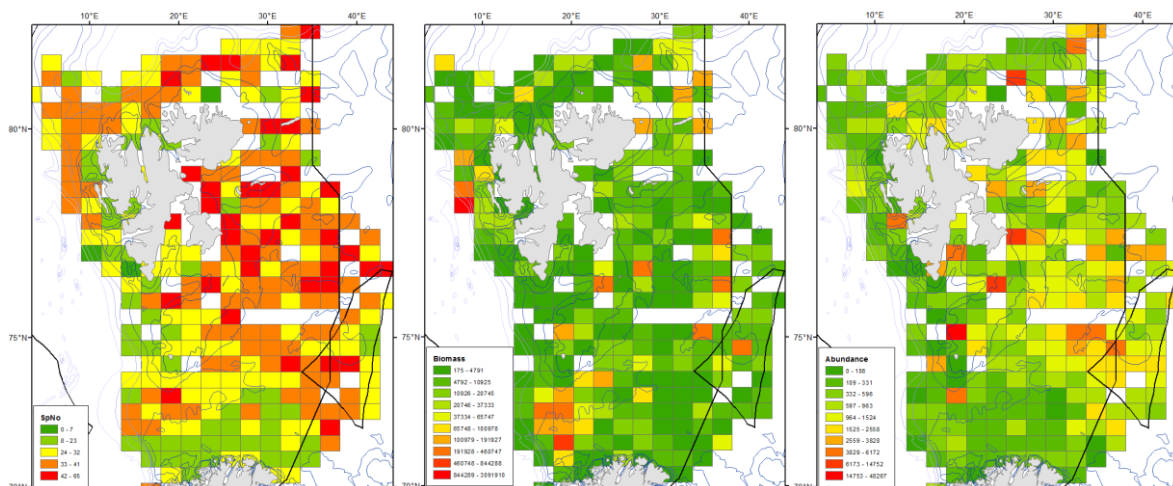 10°E 20°E 30°E 40°E
80°N
75°N
70°N
SpNo
0 - 7
8 - 23
24 - 32
33 - 41
42 - 65
10°E 20°E 30°E 40°E
Biomass
175 - 4791
4792 - 10925
10926 - 20745
20746 - 37333
37334 - 65747
65748 - 100978
100979 - 191927
191928 - 460747
460748 - 844288
844289 - 3091910
10°E 20°E 30°E 40°E
80°N
75°N
70°N
Abundance
0 - 108
109 - 331
332 - 596
597 - 963
964 - 1524
1525 - 2558
2559 - 3828
3829 - 6172
6173 - 14752
14753 - 48267